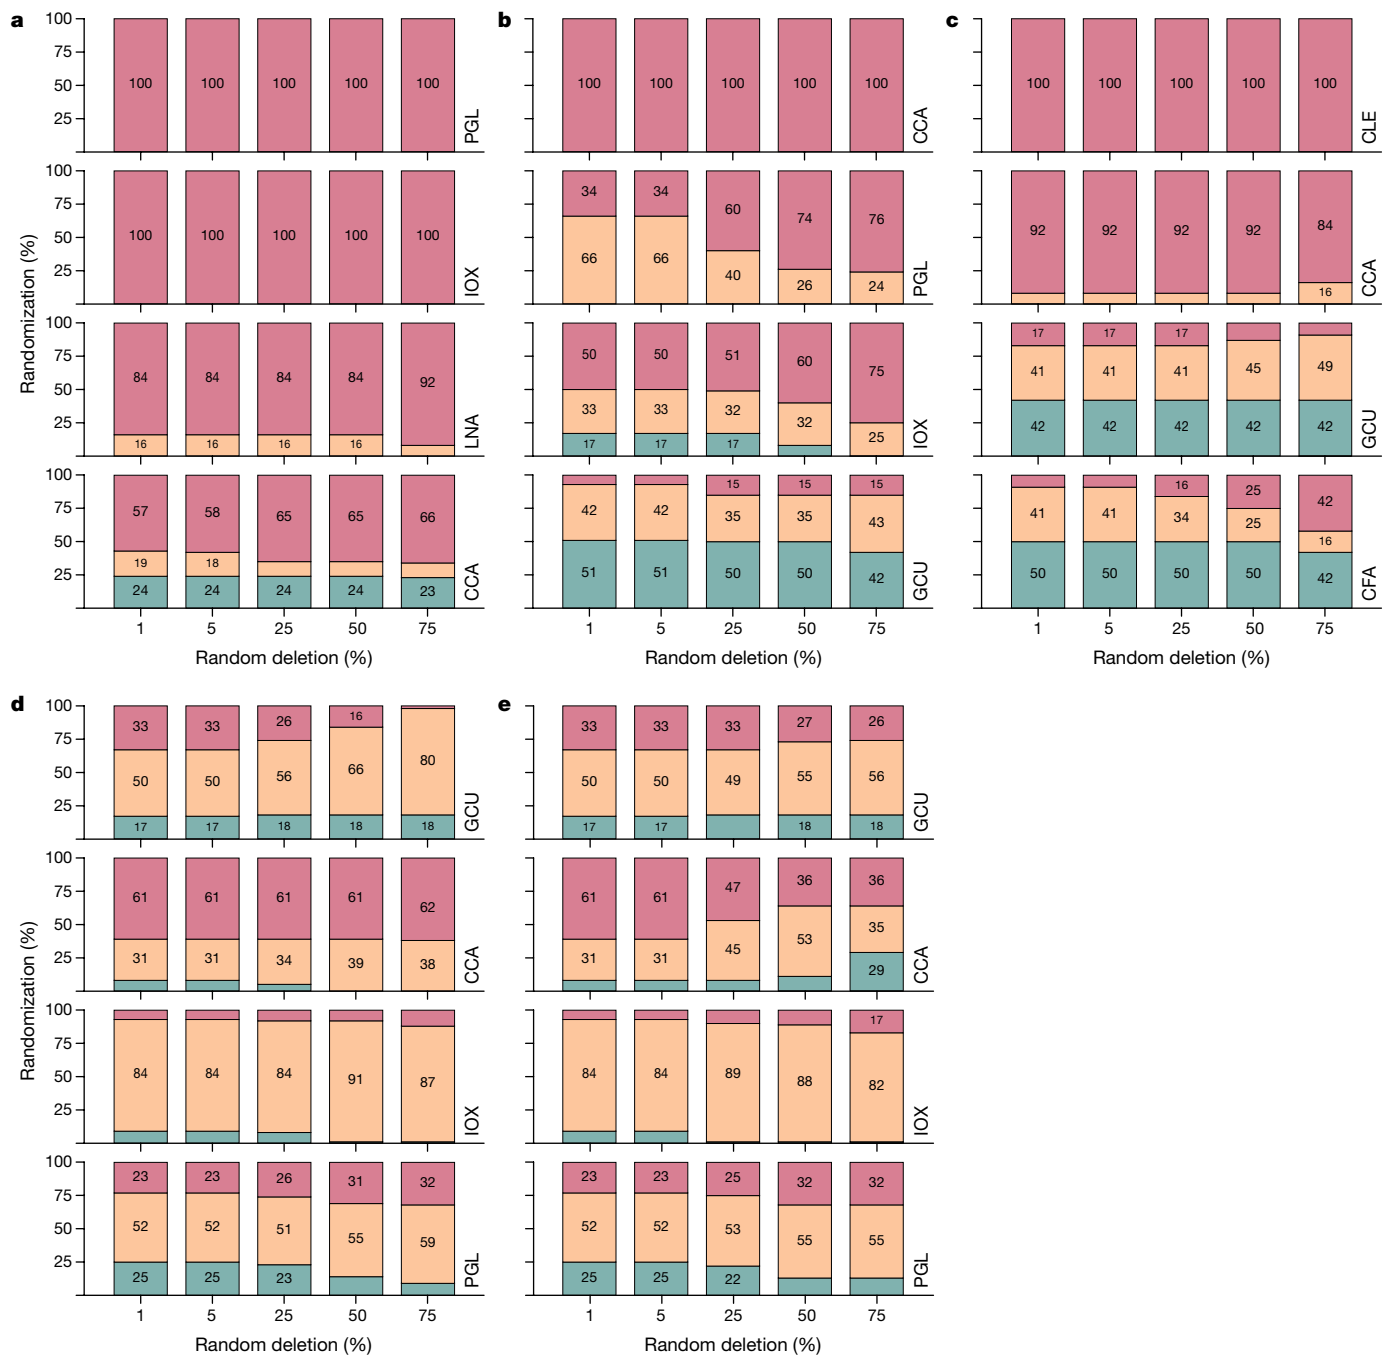 a
100
75
50
25
100 100 100 100 100
PGL
100
75
50
25
100 100 100 100 100
IOX
100
75
50
25
84 84 84 84 92
16 16 16 16
LNA
100
75
50
25
57 58 65 65 66
19 18
24 24 24 24 23
CCA
1 5 25 50 75
Random deletion (%)
Randomization (%)
b
100 100 100 100 100
CCA
34 34 60 74 76
66 66 40 26 24
PGL
50 50 51 60 75
33 33 32 32 25
17 17 17
IOX
15 15 15
42 42 35 35 43
51 51 50 50 42
GCU
1 5 25 50 75
Random deletion (%)
c
100 100 100 100 100
CLE
92 92 92 92 84
16
CCA
17 17 17
41 41 41 45 49
42 42 42 42 42
GCU
16 25 42
41 41 34 25 16
50 50 50 50 42
CFA
1 5 25 50 75
Random deletion (%)
d
100
75
50
25
33 33 26 16
50 50 56 66 80
17 17 18 18 18
GCU
100
75
50
25
61 61 61 61 62
31 31 34 39 38
CCA
100
75
50
25
84 84 84 91 87
IOX
100
75
50
25
23 23 26 31 32
52 52 51 55 59
25 25 23
PGL
1 5 25 50 75
Random deletion (%)
Randomization (%)
e
33 33 33 27 26
50 50 49 55 56
17 17 18 18
GCU
61 61 47 36 36
31 31 45 53 35
29
CCA
17
84 84 89 88 82
IOX
23 23 25 32 32
52 52 53 55 55
25 25 22
PGL
1 5 25 50 75
Random deletion (%)